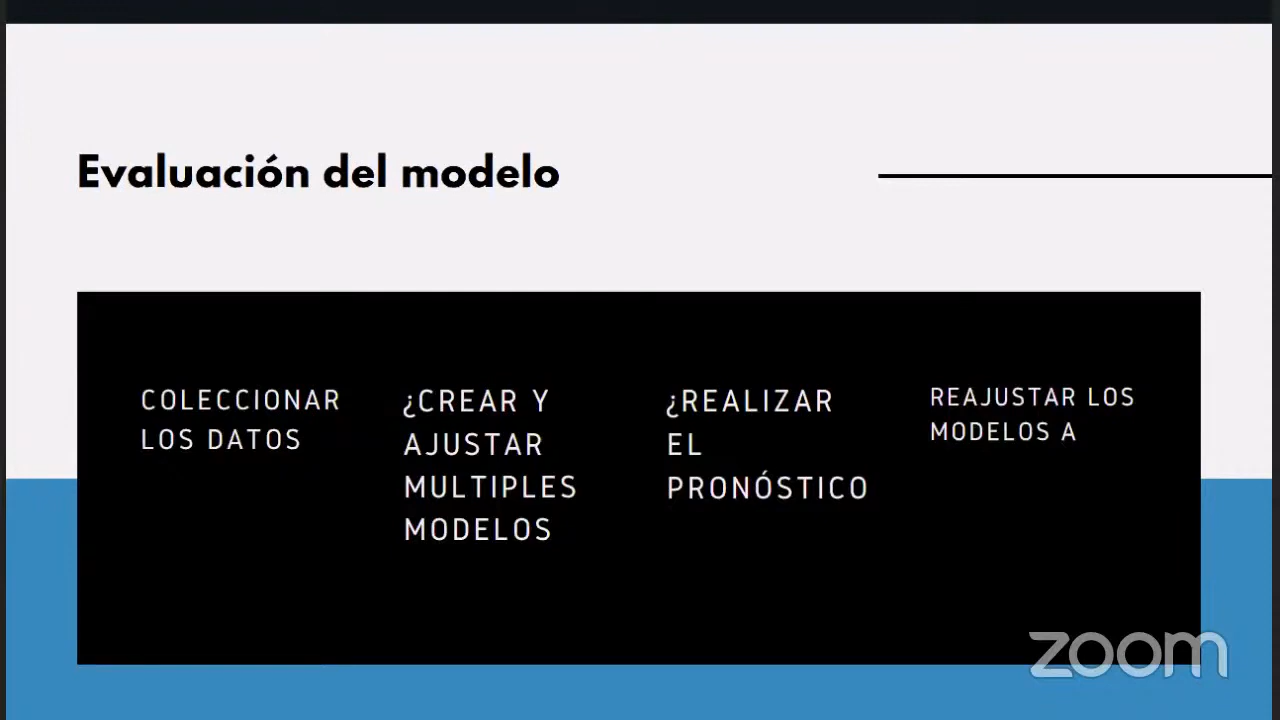 Evaluación del modelo
COLECCIONAR
LOS DATOS
¿CREAR Y
AJUSTAR
MULTIPLES
MODELOS
¿REALIZAR
EL
PRONÓSTICO
REAJUSTAR LOS
MODELOS A
zoom